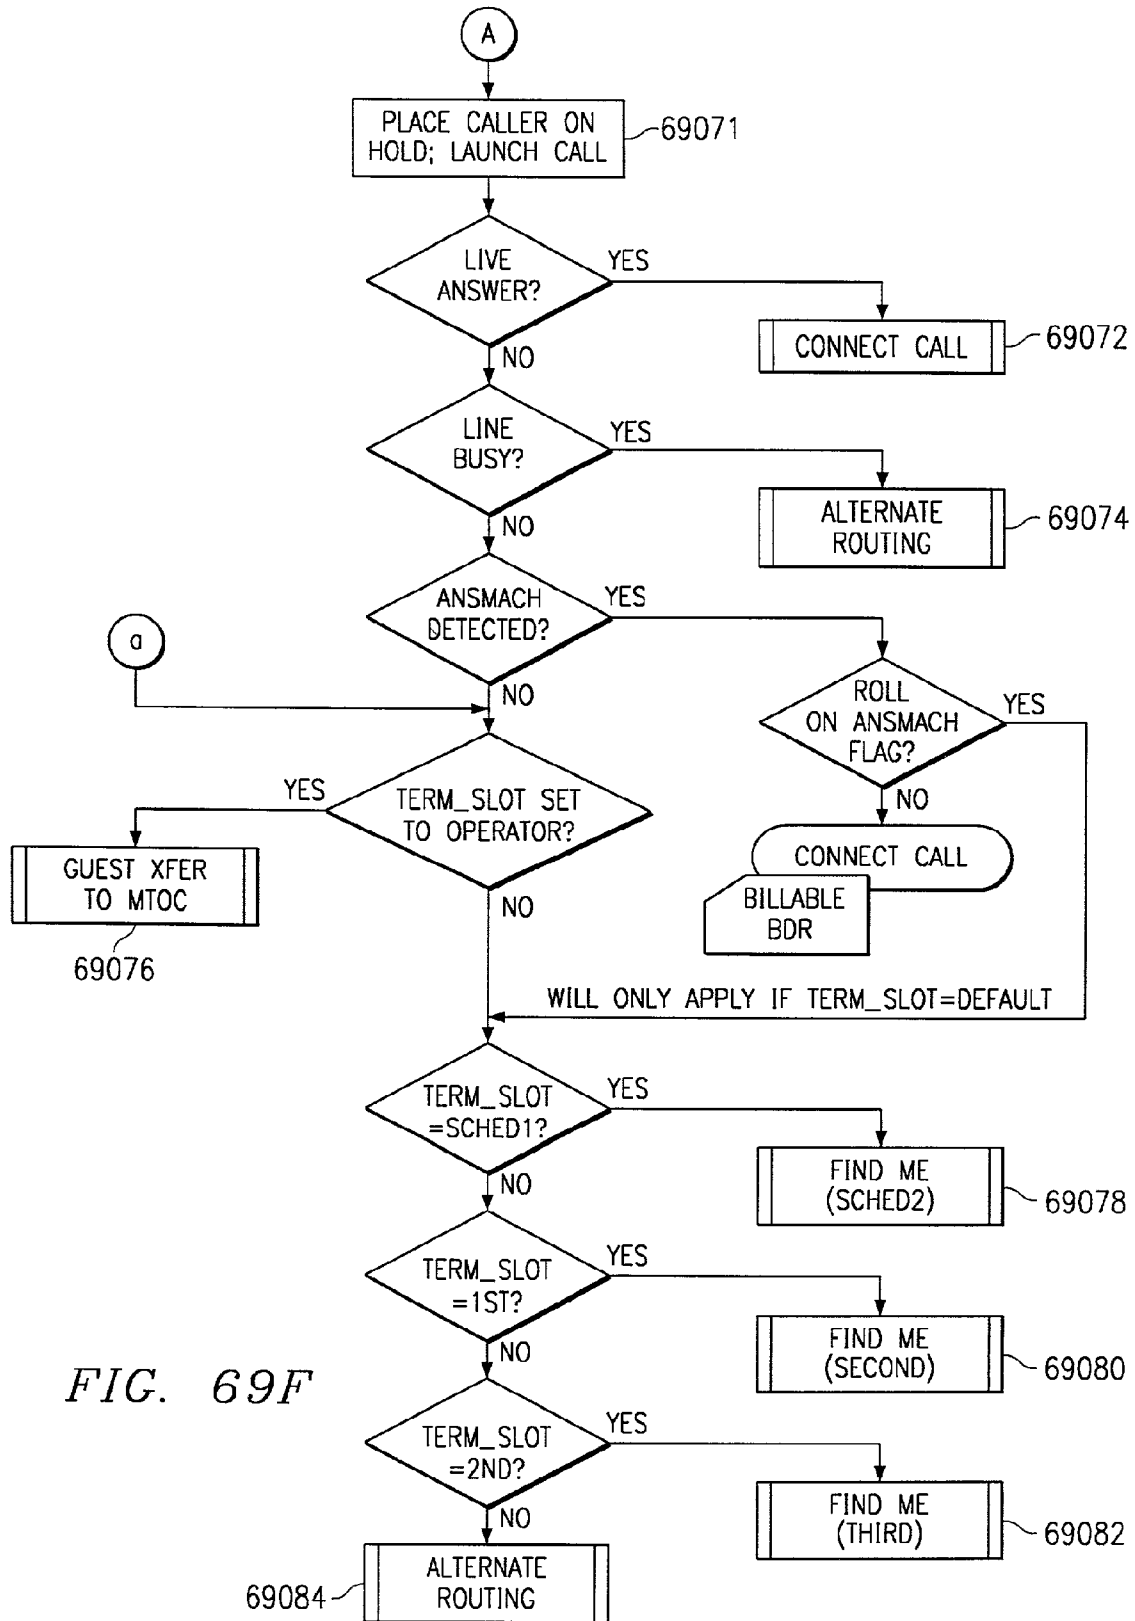 A
PLACE CALLER ON
HOLD; LAUNCH CALL
69071
LIVE
ANSWER?
YES
CONNECT CALL
69072
NO
LINE
BUSY?
YES
ALTERNATE
ROUTING
69074
NO
ANSMACH
DETECTED?
YES
ROLL
ON ANSMACH
FLAG?
YES
NO
CONNECT CALL
BILLABLE
BDR
a
NO
TERM_SLOT SET
TO OPERATOR?
YES
GUEST XFER
TO MTOC
69076
NO
WILL ONLY APPLY IF TERM_SLOT=DEFAULT
TERM_SLOT
=SCHED1?
YES
FIND ME
(SCHED2)
69078
NO
TERM_SLOT
=1ST?
YES
FIND ME
(SECOND)
69080
NO
TERM_SLOT
=2ND?
YES
FIND ME
(THIRD)
69082
NO
ALTERNATE
ROUTING
69084
FIG. 69F